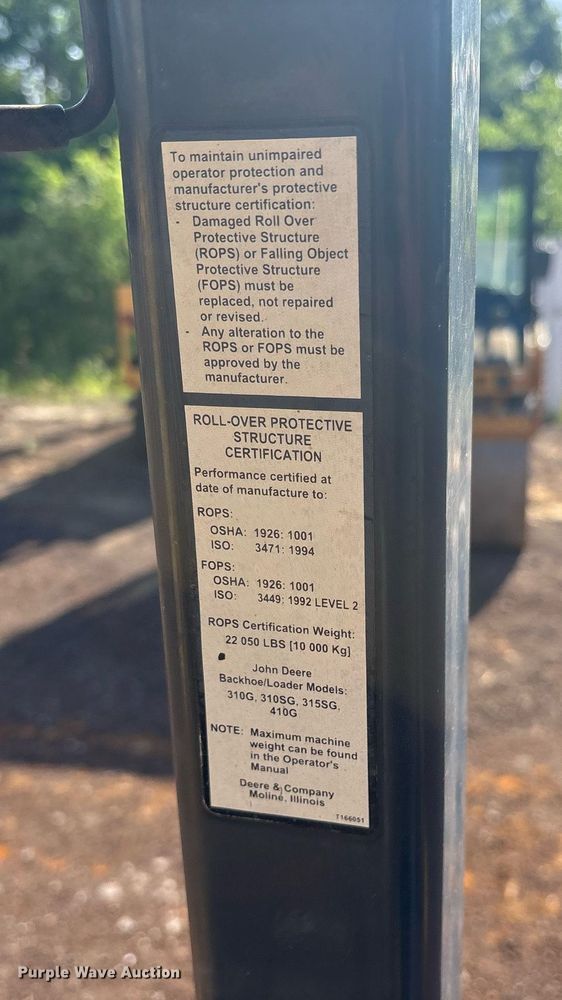 To maintain unimpaired
operator protection and
manufacturer's protective
structure certification:
- Damaged Roll Over
Protective Structure
(ROPS) or Falling Object
Protective Structure
(FOPS) must be
replaced, not repaired
or revised.
- Any alteration to the
ROPS or FOPS must be
approved by the
manufacturer.
ROLL-OVER PROTECTIVE
STRUCTURE
CERTIFICATION
Performance certified at
date of manufacture to:
ROPS:
OSHA: 1926: 1001
ISO: 3471: 1994
FOPS:
OSHA: 1926: 1001
ISO: 3449: 1992 LEVEL 2
ROPS Certification Weight:
22 050 LBS [10 000 Kg]
John Deere
Backhoe/Loader Models:
310G, 310SG, 315SG,
410G
NOTE: Maximum machine
weight can be found
in the Operator's
Manual
Deere & Company
Moline, Illinois
T166051
Purple Wave Auction